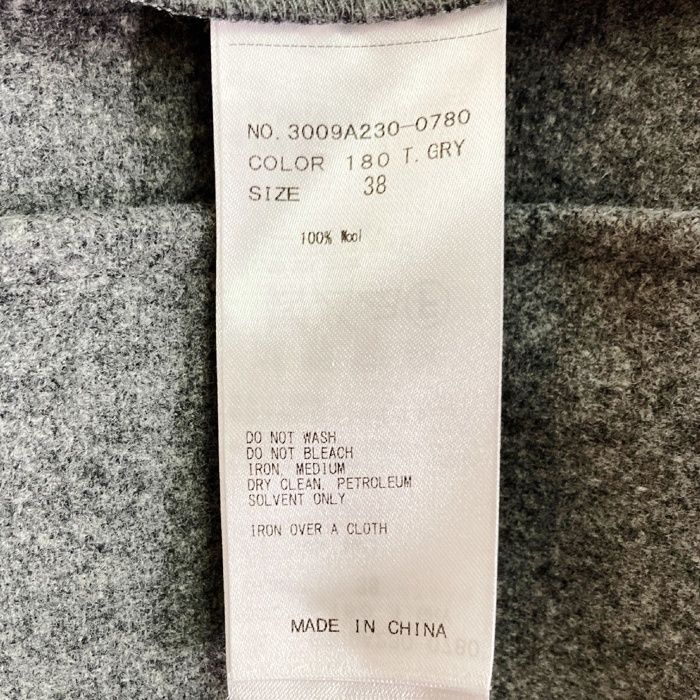 NO. 3009A230-0780
COLOR 180 T. GRY
SIZE 38
100% Wool
DO NOT WASH
DO NOT BLEACH
IRON, MEDIUM
DRY CLEAN, PETROLEUM
SOLVENT ONLY
IRON OVER A CLOTH
MADE IN CHINA